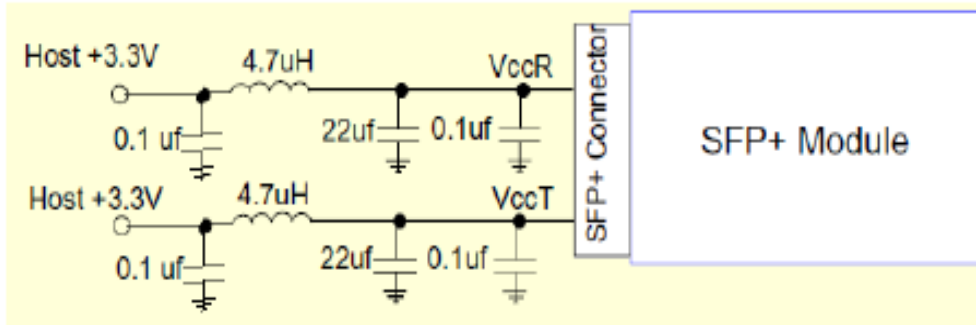 Host +3.3V
4.7uH
VccR
0.1 uf
22uf
0.1uf
Host +3.3V
4.7uH
VccT
0.1 uf
22uf
0.1uf
SFP+ Connector
SFP+ Module